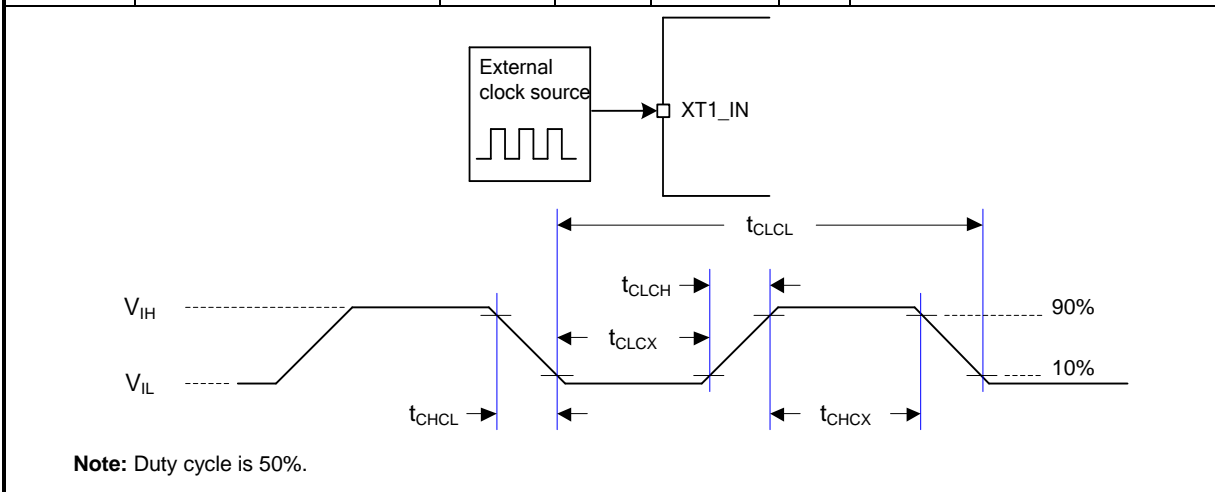 External
clock source
XT1_IN
tCLCL
tCLCH
VIH
90%
tCLCX
VIL
10%
tCHCL
tCHCX
Note: Duty cycle is 50%.